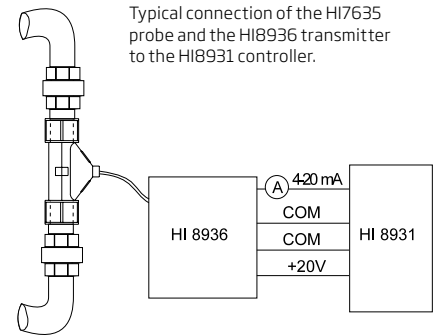 Typical connection of the HI7635
probe and the HI8936 transmitter
to the HI8931 controller.
A 4-20 mA
COM
HI 8936
COM
HI 8931
+20V